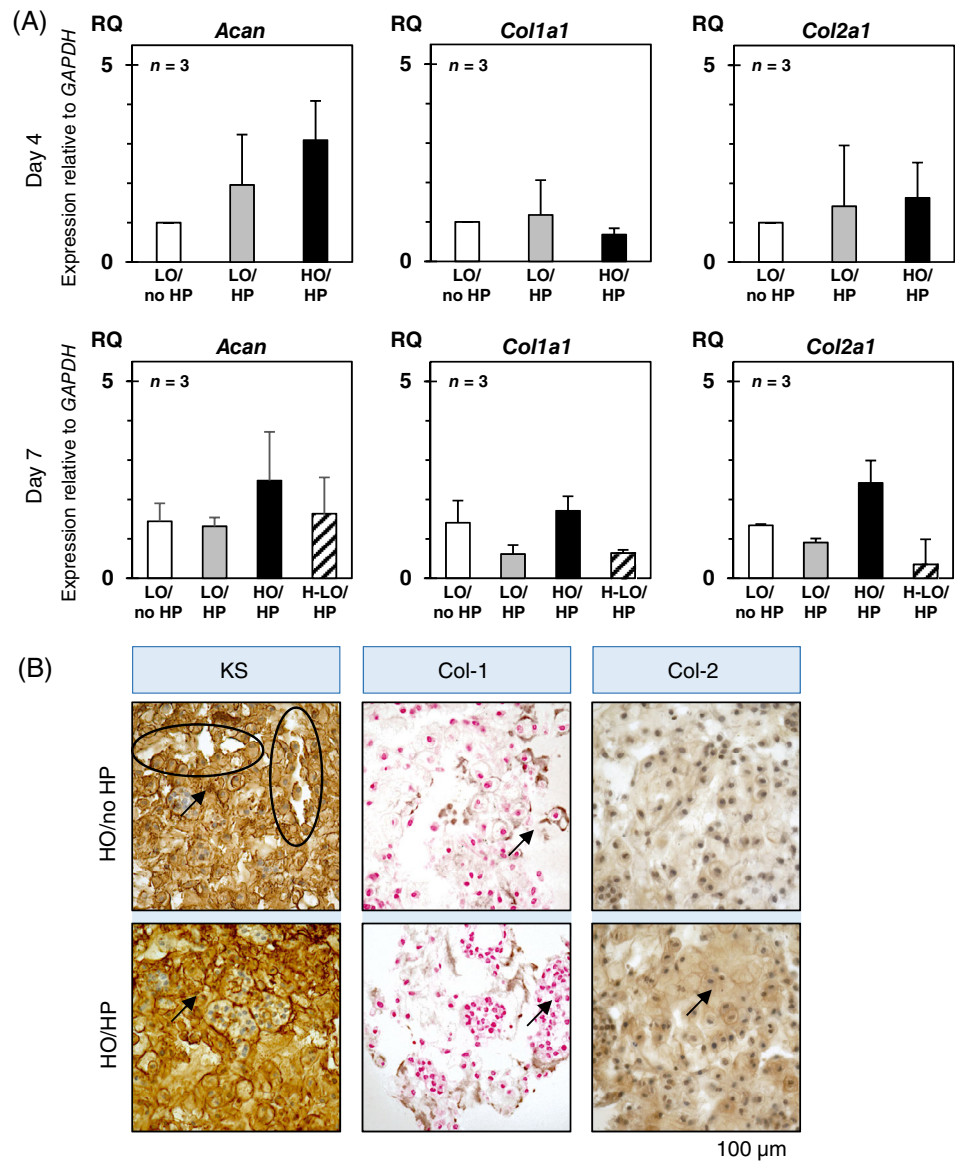 (A)
RQ Acan RQ Col1a1 RQ Col2a1
Day 4
Expression relative to GAPDH
5 n = 3 5 n = 3 5 n = 3
0 0 0
LO/ LO/ HO/ LO/ LO/ HO/ LO/ LO/ HO/
no HP HP HP no HP HP HP no HP HP HP
RQ Acan RQ Col1a1 RQ Col2a1
Day 7
Expression relative to GAPDH
5 n = 3 5 n = 3 5 n = 3
0 0 0
LO/ LO/ HO/ H-LO/ LO/ LO/ HO/ H-LO/ LO/ LO/ HO/ H-LO/
no HP HP HP HP no HP HP HP HP no HP HP HP HP
(B)
KS Col-1 Col-2
HO/no HP
HO/HP
100 µm